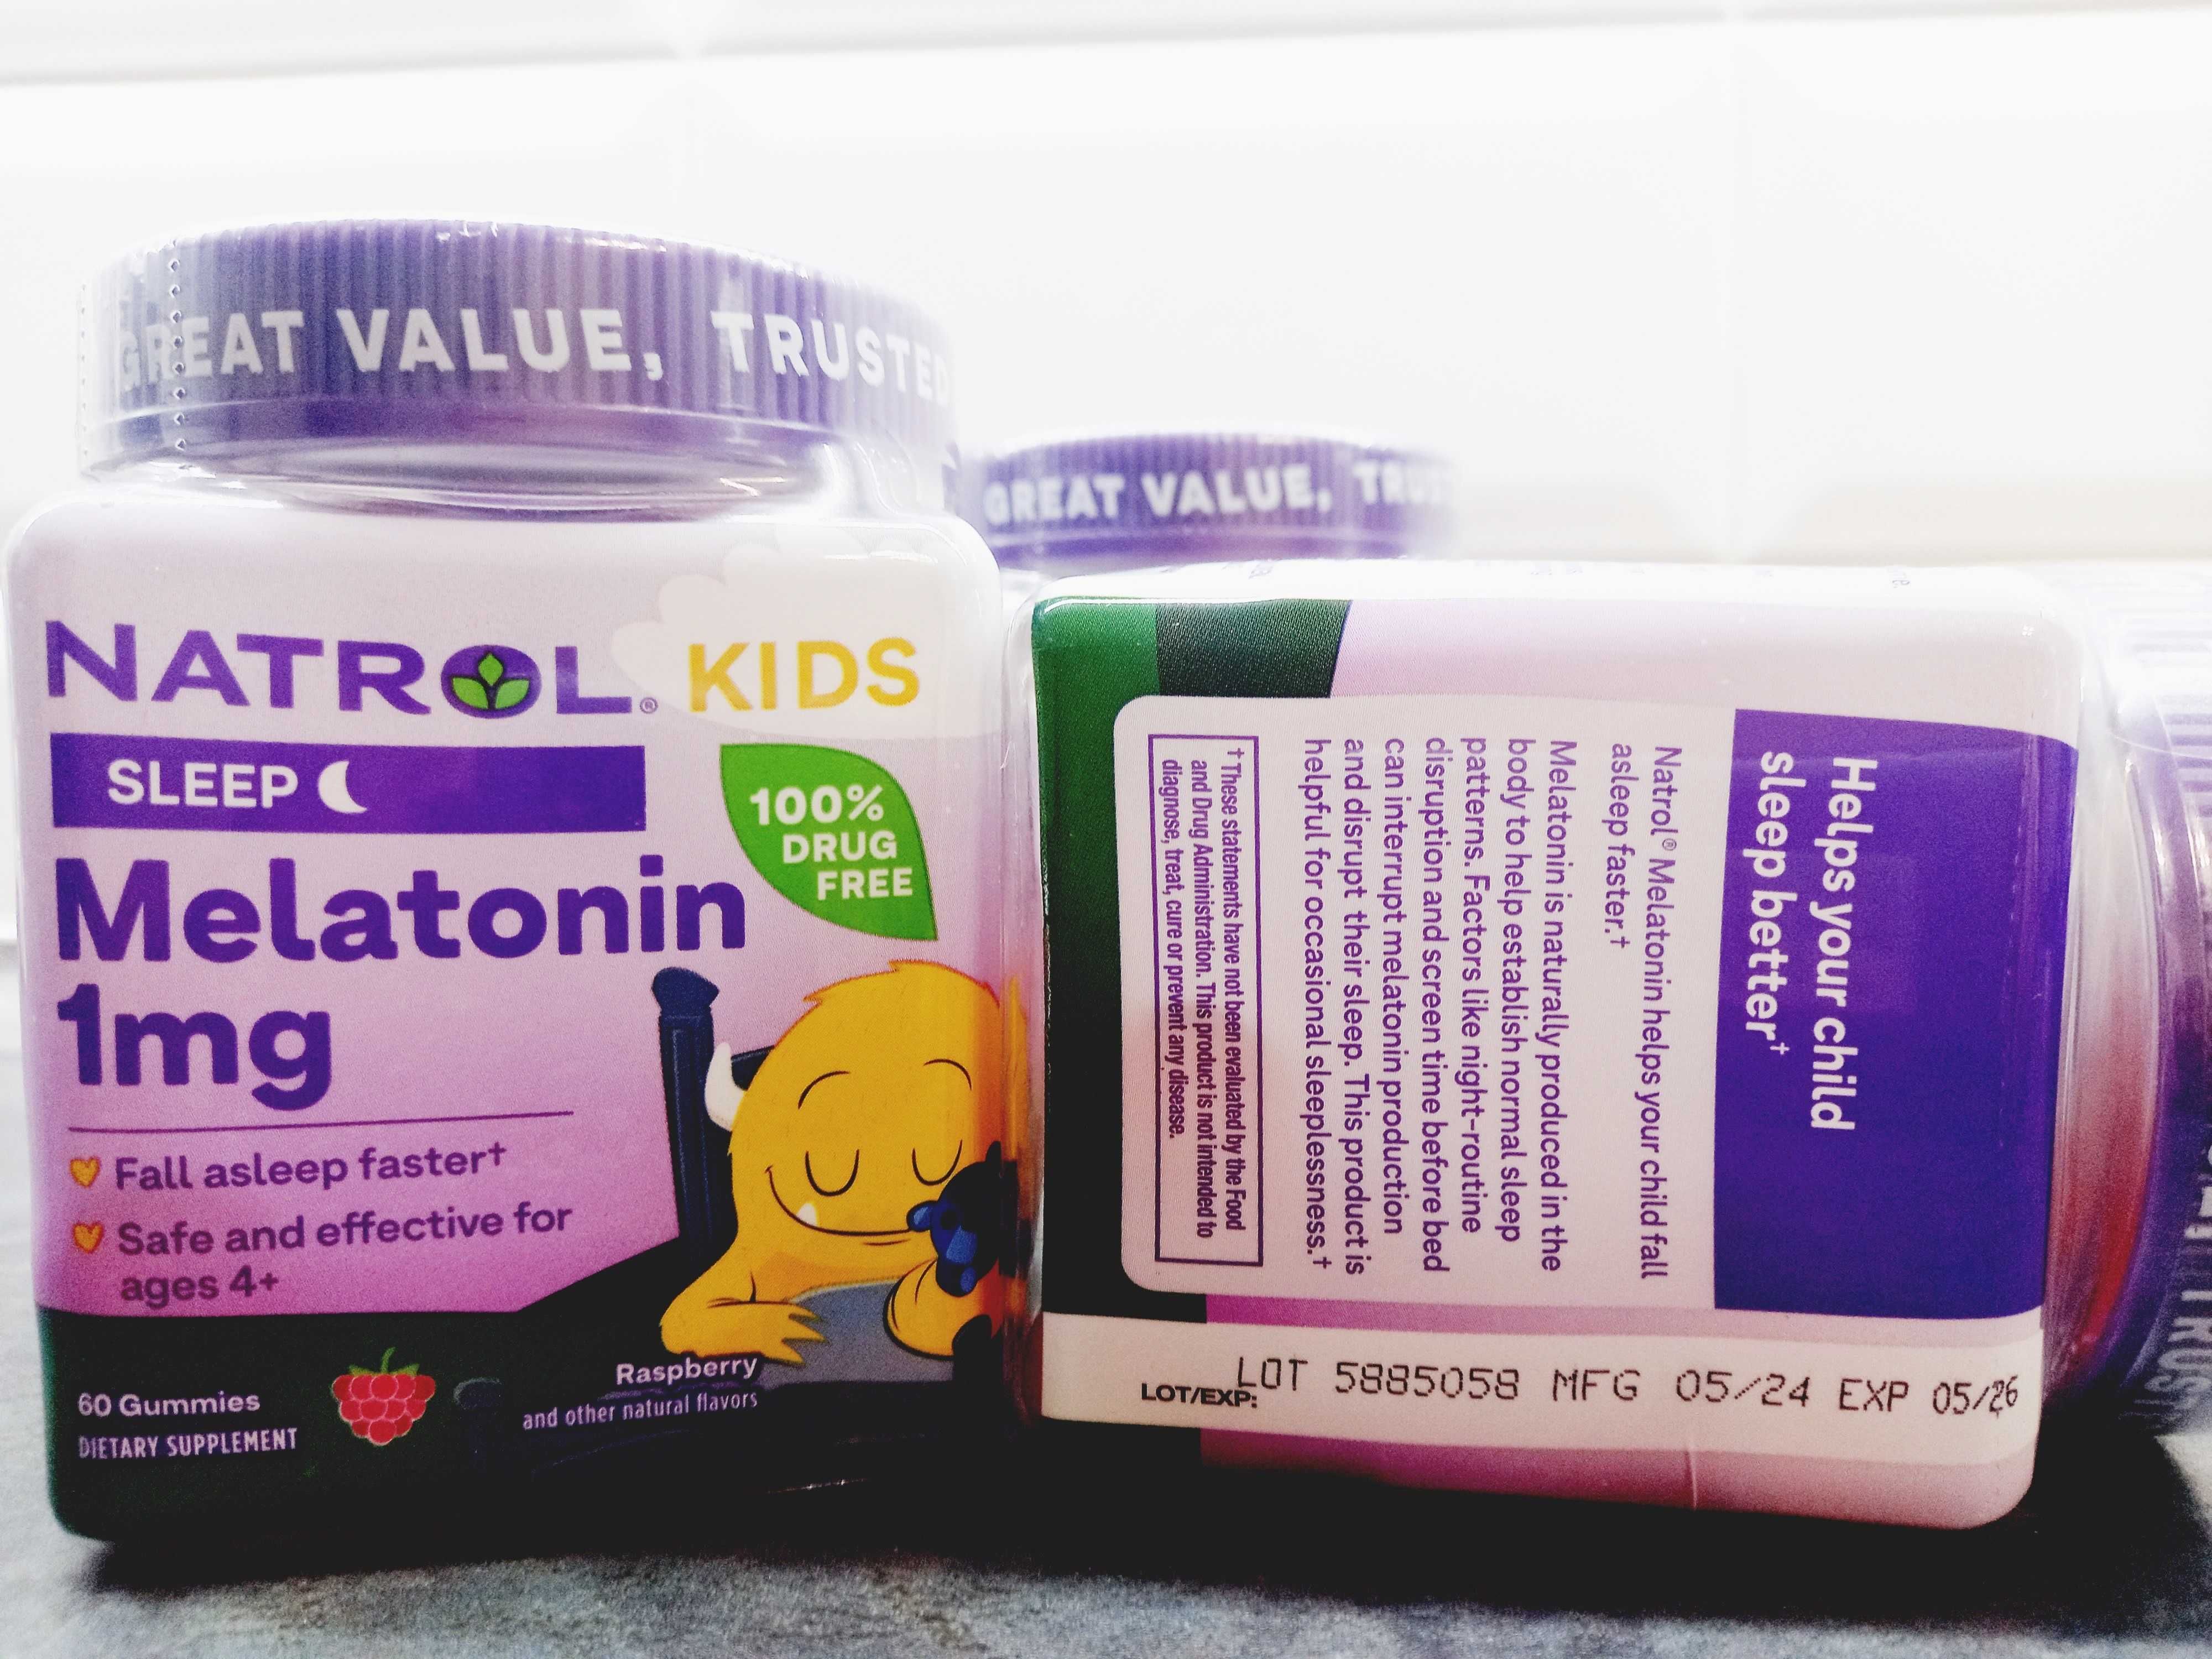 GREAT VALUE, TRUSTED
NATROL® KIDS
SLEEP
100%
DRUG
FREE
Melatonin
1mg
Fall asleep faster†
Safe and effective for
ages 4+
60 Gummies
DIETARY SUPPLEMENT
Raspberry
and other natural flavors
GREAT VALUE,
Helps your child
sleep better†
Natrol® Melatonin helps your child fall
asleep faster.†
Melatonin is naturally produced in the
body to help establish normal sleep
patterns. Factors like night-routine
disruption and screen time before bed
can interrupt melatonin production
and disrupt their sleep. This product is
helpful for occasional sleeplessness.†
†These statements have not been evaluated by the Food
and Drug Administration. This product is not intended to
diagnose, treat, cure or prevent any disease.
LOT/EXP:
LOT 5885058 MFG 05/24 EXP 05/26